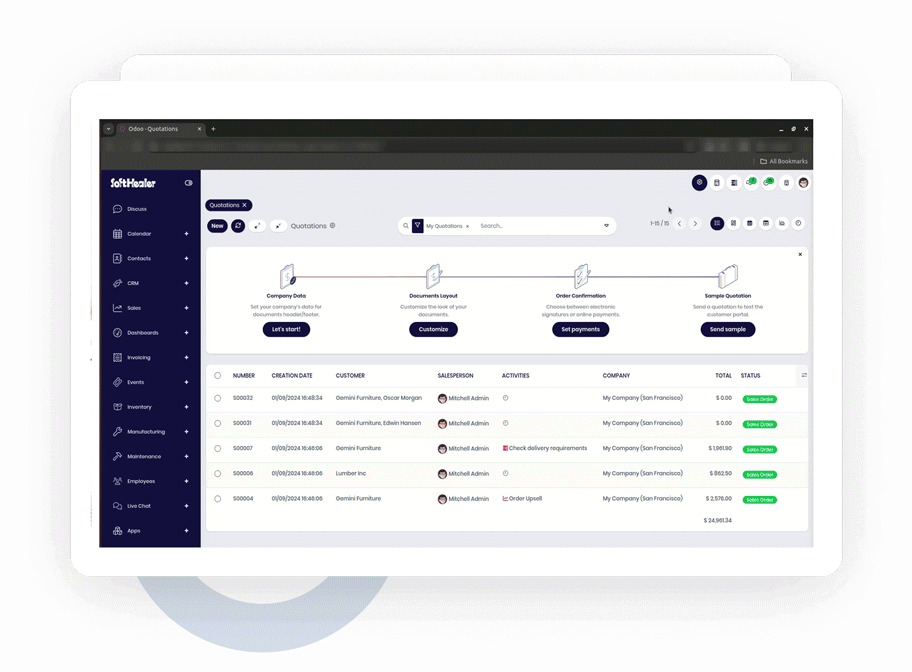 Odoo - Quotations
All Bookmarks
SoftHealer
Discuss
Calendar
Contacts
CRM
Sales
Dashboards
Invoicing
Events
Inventory
Manufacturing
Maintenance
Employees
Live Chat
Apps
Quotations
New Quotations My Quotations Search... 1-15 / 15
Company Data Documents Layout Order Confirmation Sample Quotation
Set your company's data for Customize the look of your Choose between electronic Send a quotation to test the
documents header/footer. documents. signatures or online payments. customer portal.
Let's start! Customize Set payments Send sample
NUMBER CREATION DATE CUSTOMER SALESPERSON ACTIVITIES COMPANY TOTAL STATUS
S00032 01/09/2024 16:48:34 Gemini Furniture, Oscar Morgan Mitchell Admin My Company (San Francisco) $ 0.00 Sales Order
S00031 01/09/2024 16:48:34 Gemini Furniture, Edwin Hansen Mitchell Admin My Company (San Francisco) $ 0.00 Sales Order
S00007 01/09/2024 16:46:06 Gemini Furniture Mitchell Admin Check delivery requirements My Company (San Francisco) $ 1,961.90 Sales Order
S00006 01/09/2024 16:46:06 Lumber Inc Mitchell Admin My Company (San Francisco) $ 862.50 Sales Order
S00004 01/09/2024 16:46:06 Gemini Furniture Mitchell Admin Order Upsell My Company (San Francisco) $ 2,576.00 Sales Order
$ 24,961.34